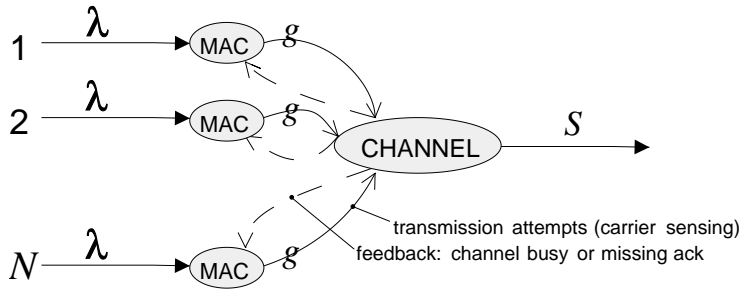 1 λ MAC g
2 λ MAC g
CHANNEL S
N λ MAC g
transmission attempts (carrier sensing)
feedback: channel busy or missing ack